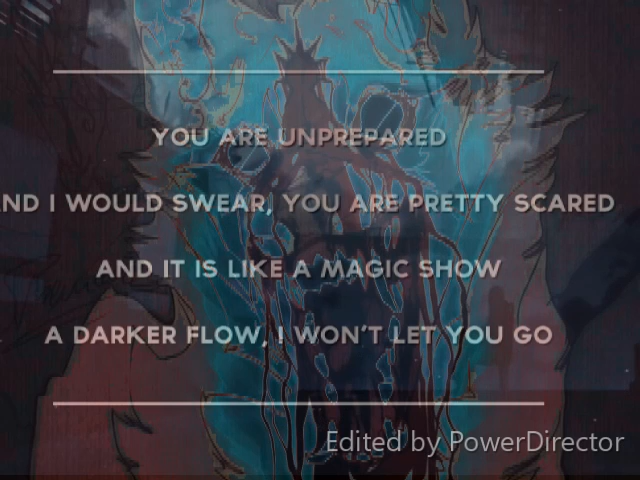 YOU ARE UNPREPARED
ND I WOULD SWEAR, YOU ARE PRETTY SCARED
AND IT IS LIKE A MAGIC SHOW
A DARKER FLOW, I WON'T LET YOU GO
Edited by PowerDirector